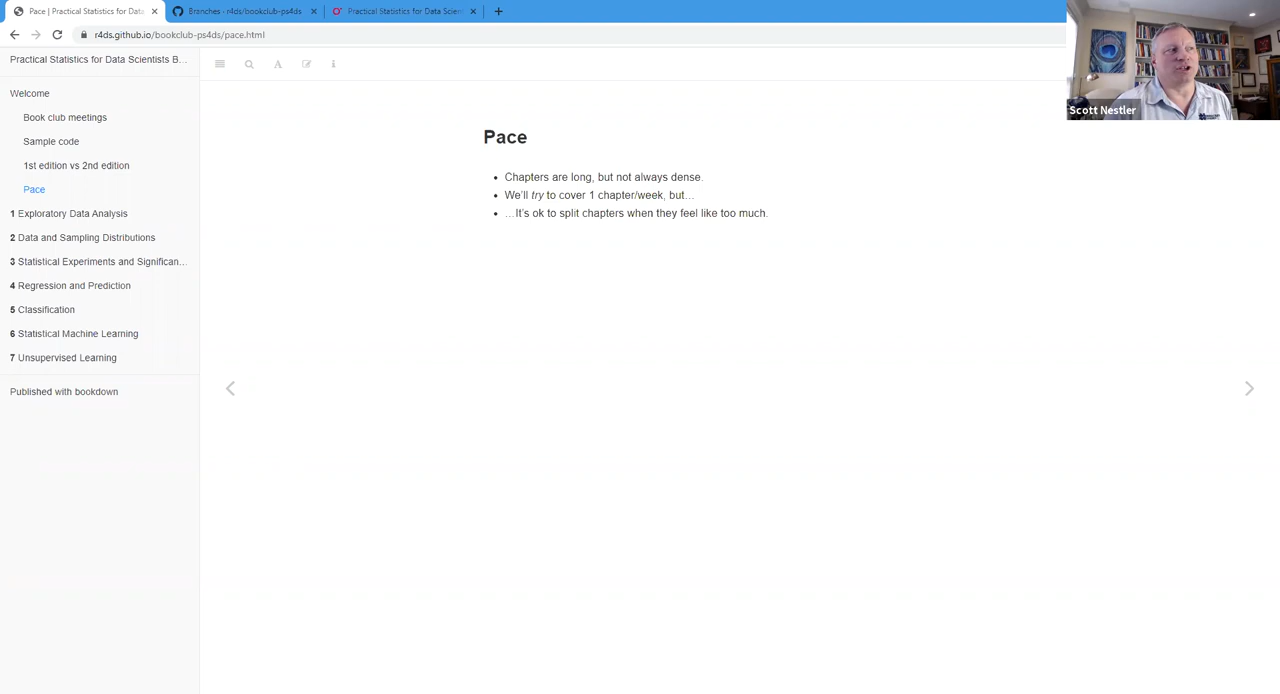 Pace | Practical Statistics for Data
Branches · r4ds/bookclub-ps4ds
Practical Statistics for Data Scien
r4ds.github.io/bookclub-ps4ds/pace.html
Scott Nestler
Practical Statistics for Data Scientists B...
Welcome
Book club meetings
Sample code
1st edition vs 2nd edition
Pace
1 Exploratory Data Analysis
2 Data and Sampling Distributions
3 Statistical Experiments and Significan...
4 Regression and Prediction
5 Classification
6 Statistical Machine Learning
7 Unsupervised Learning
Published with bookdown
Pace
• Chapters are long, but not always dense.
• We'll try to cover 1 chapter/week, but...
• ...It's ok to split chapters when they feel like too much.